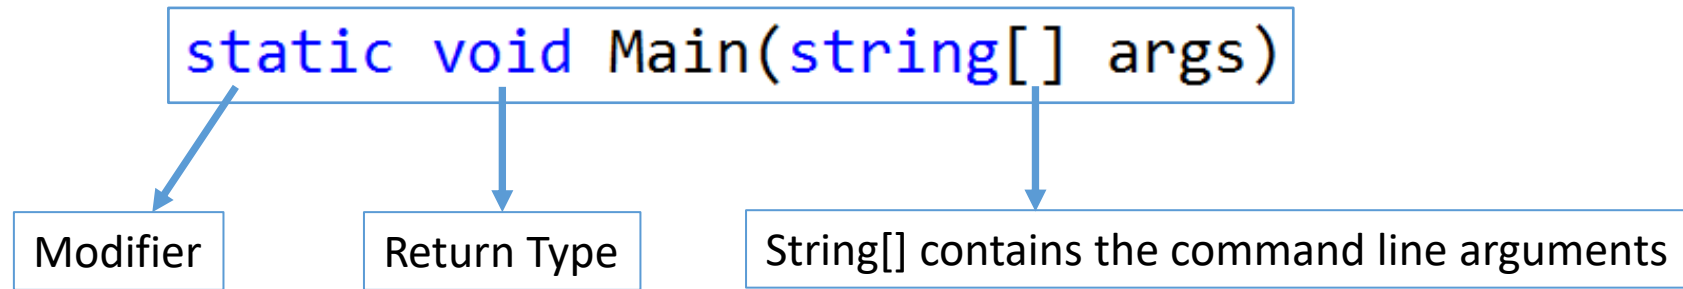 static void Main(string[] args)
Modifier
Return Type
String[] contains the command line arguments